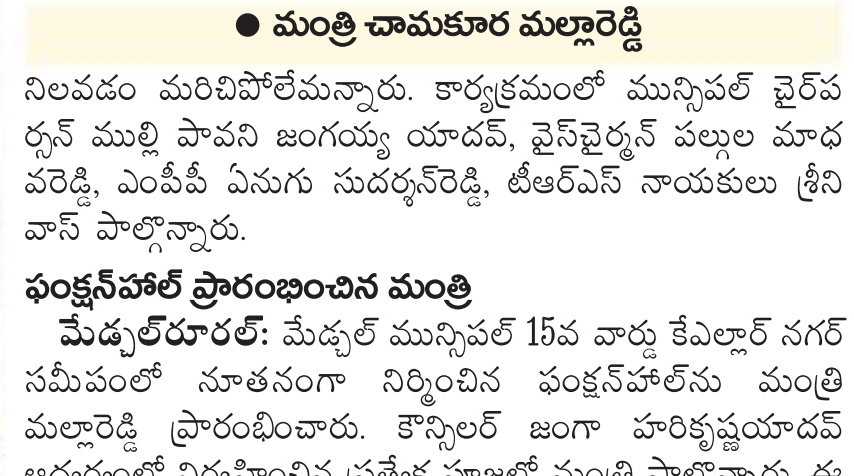 ● మంత్రి చామకూర మల్లారెడ్డి
నిలవడం మరిచిపోలేమన్నారు. కార్యక్రమంలో మున్సిపల్ చైర్‌ప
ర్సన్ ముల్లి పావని జంగయ్య యాదవ్, వైస్‌చైర్మన్ పల్గుల మాధ
వరెడ్డి, ఎంపీపీ ఏనుగు సుదర్శన్‌రెడ్డి, టీఆర్ఎస్ నాయకులు శ్రీని
వాస్ పాల్గొన్నారు.
ఫంక్షన్‌హాల్ ప్రారంభించిన మంత్రి
మేడ్చల్‌రూరల్: మేడ్చల్ మున్సిపల్ 15వ వార్డు కేఎల్లార్ నగర్
సమీపంలో నూతనంగా నిర్మించిన ఫంక్షన్‌హాల్‌ను మంత్రి
మల్లారెడ్డి ప్రారంభించారు. కౌన్సిలర్ జంగా హరికృష్ణయాదవ్